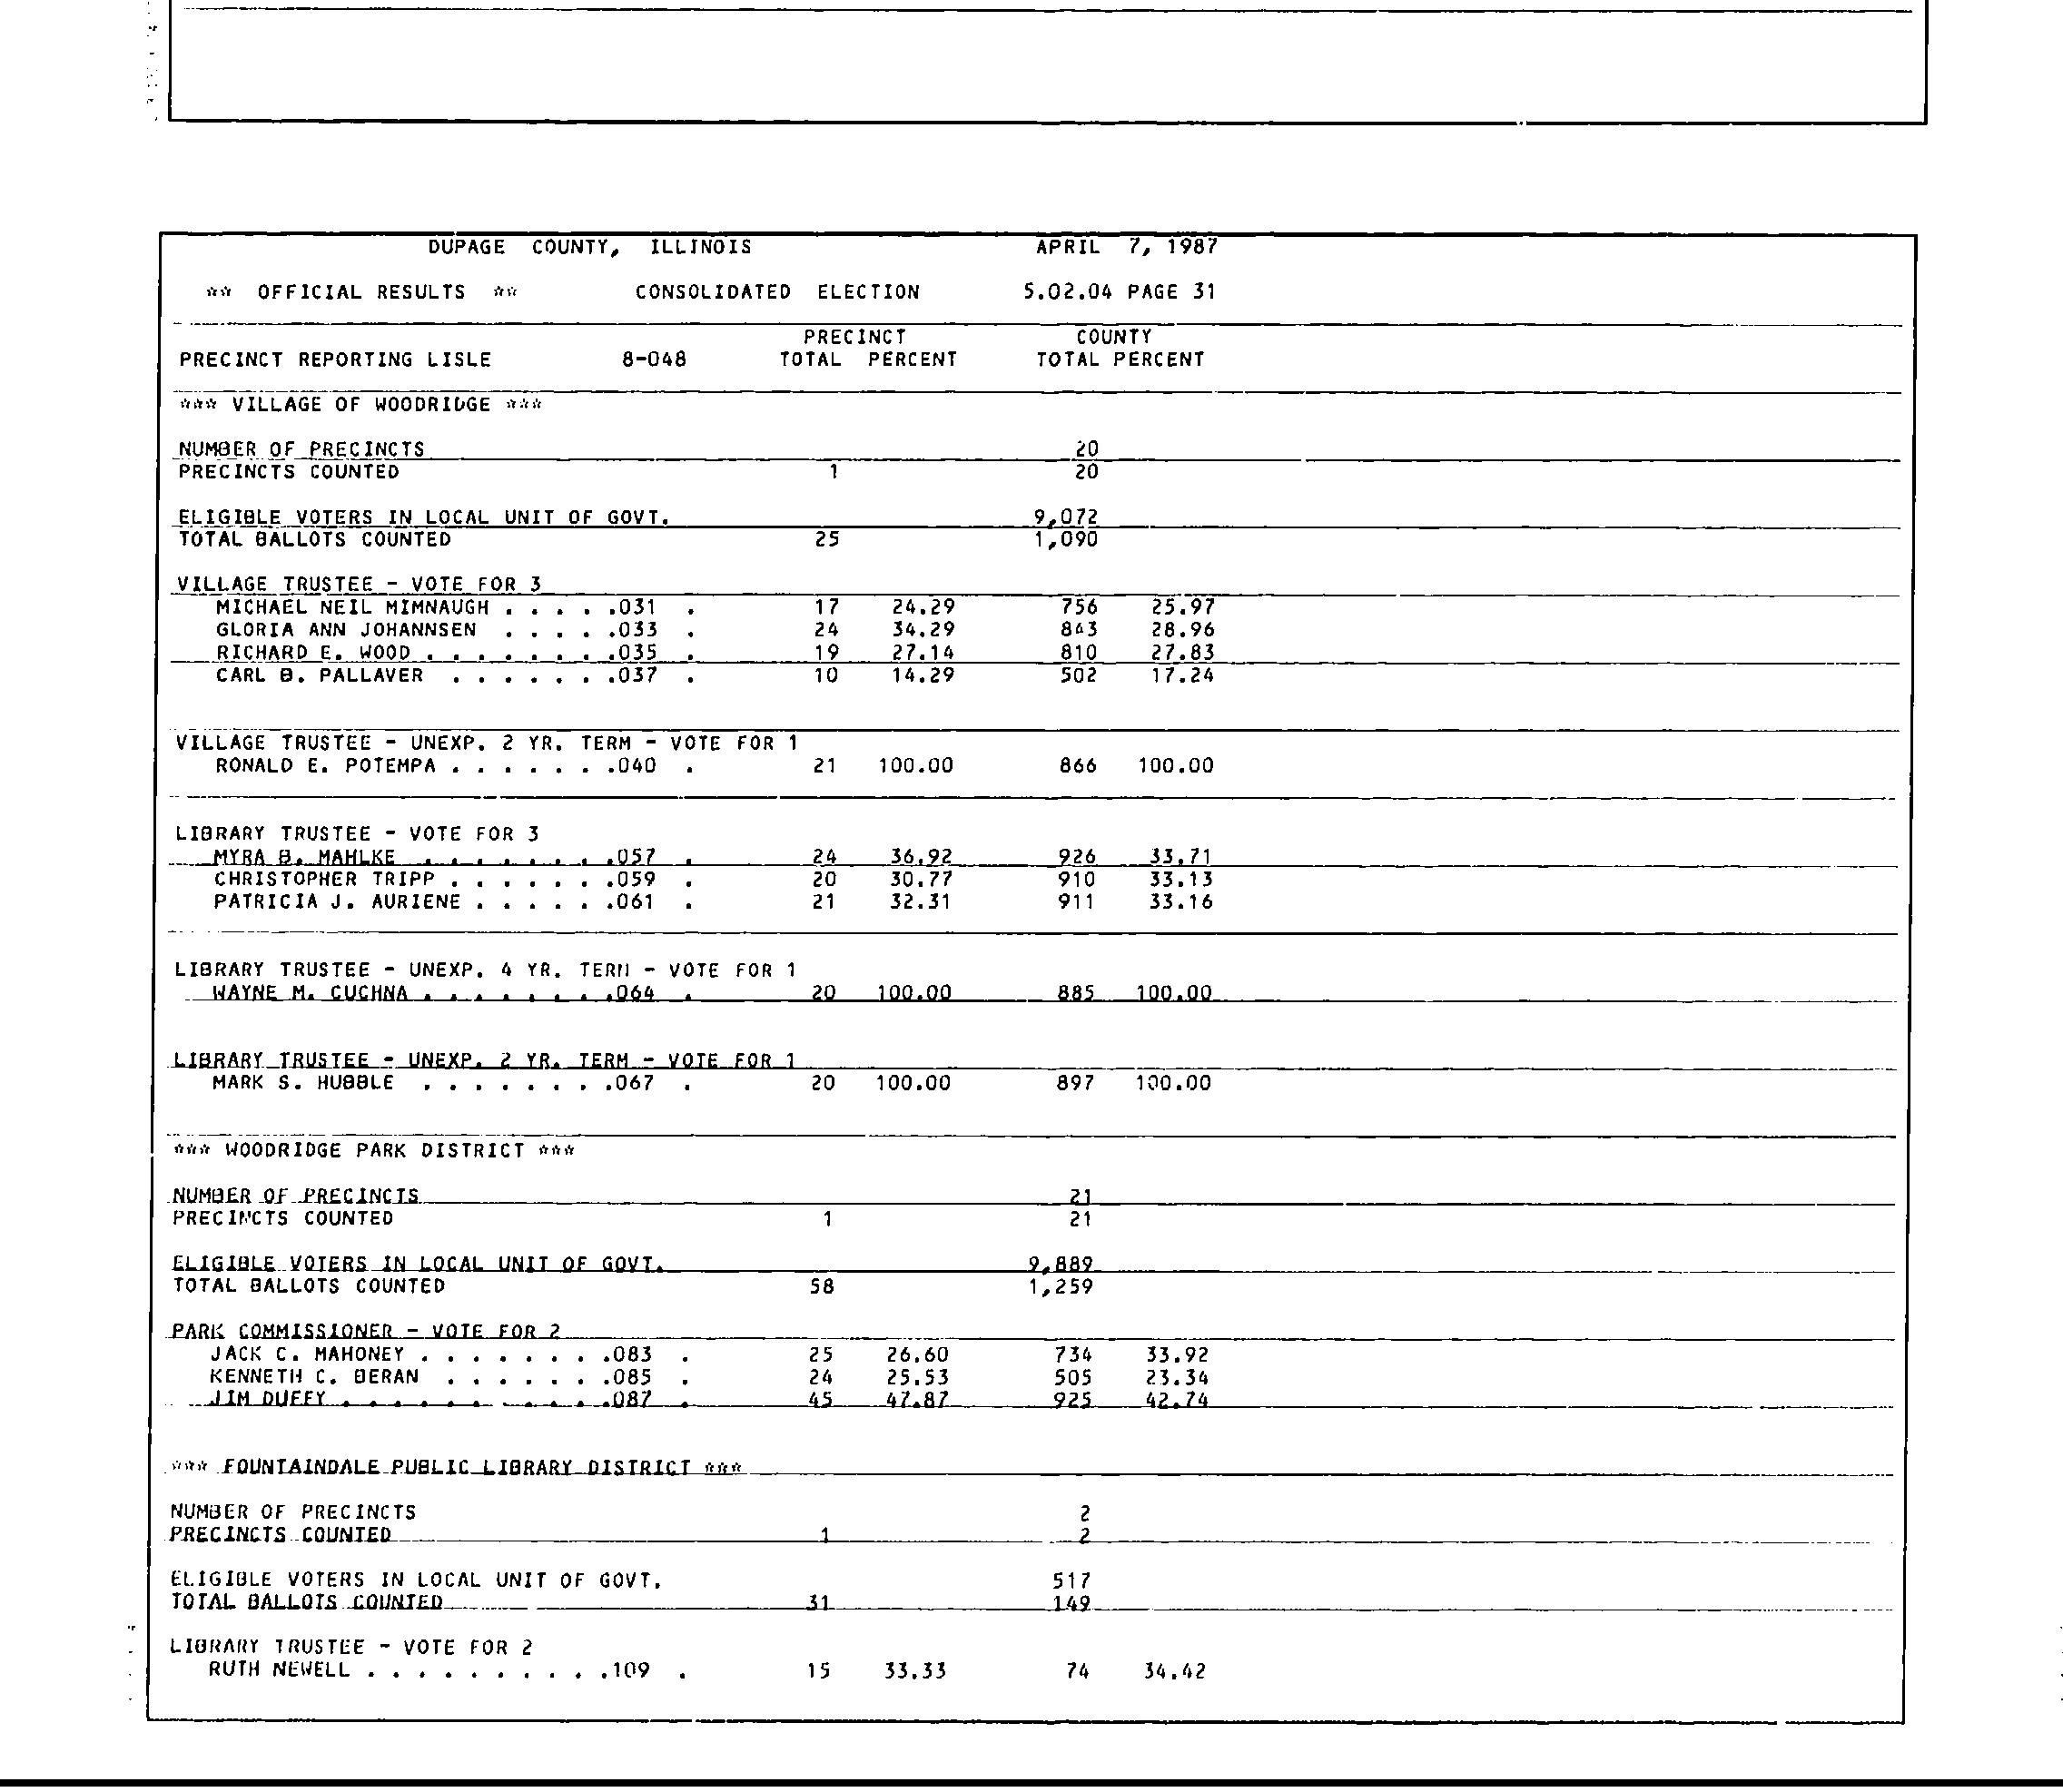 DUPAGE COUNTY, ILLINOIS APRIL 7, 1987
** OFFICIAL RESULTS ** CONSOLIDATED ELECTION 5.02.04 PAGE 31
PRECINCT COUNTY
PRECINCT REPORTING LISLE 8-048 TOTAL PERCENT TOTAL PERCENT
*** VILLAGE OF WOODRIDGE ***
NUMBER OF PRECINCTS 20
PRECINCTS COUNTED 1 20
ELIGIBLE VOTERS IN LOCAL UNIT OF GOVT. 9,072
TOTAL BALLOTS COUNTED 25 1,090
VILLAGE TRUSTEE - VOTE FOR 3
MICHAEL NEIL MIMNAUGH . . . . .031 . 17 24.29 756 25.97
GLORIA ANN JOHANNSEN . . . . .033 . 24 34.29 843 28.96
RICHARD E. WOOD . . . . . . . .035 . 19 27.14 810 27.83
CARL B. PALLAVER . . . . . . .037 . 10 14.29 502 17.24
VILLAGE TRUSTEE - UNEXP. 2 YR. TERM - VOTE FOR 1
RONALD E. POTEMPA . . . . . . .040 . 21 100.00 866 100.00
LIBRARY TRUSTEE - VOTE FOR 3
MYRA B. MAHLKE . . . . . . . .057 . 24 36.92 926 33.71
CHRISTOPHER TRIPP . . . . . . .059 . 20 30.77 910 33.13
PATRICIA J. AURIENE . . . . . .061 . 21 32.31 911 33.16
LIBRARY TRUSTEE - UNEXP. 4 YR. TERM - VOTE FOR 1
WAYNE M. CUCHNA . . . . . . . .064 . 20 100.00 885 100.00
LIBRARY TRUSTEE - UNEXP. 2 YR. TERM - VOTE FOR 1
MARK S. HUBBLE . . . . . . . .067 . 20 100.00 897 100.00
*** WOODRIDGE PARK DISTRICT ***
NUMBER OF PRECINCTS 21
PRECINCTS COUNTED 1 21
ELIGIBLE VOTERS IN LOCAL UNIT OF GOVT. 9,889
TOTAL BALLOTS COUNTED 58 1,259
PARK COMMISSIONER - VOTE FOR 2
JACK C. MAHONEY . . . . . . . .083 . 25 26.60 734 33.92
KENNETH C. BERAN . . . . . . .085 . 24 25.53 505 23.34
JIM DUFFY . . . . . . . . . . .087 . 45 47.87 925 42.74
*** FOUNTAINDALE PUBLIC LIBRARY DISTRICT ***
NUMBER OF PRECINCTS 2
PRECINCTS COUNTED 1 2
ELIGIBLE VOTERS IN LOCAL UNIT OF GOVT. 517
TOTAL BALLOTS COUNTED 31 149
LIBRARY TRUSTEE - VOTE FOR 2
RUTH NEWELL . . . . . . . . . .109 . 15 33.33 74 34.42